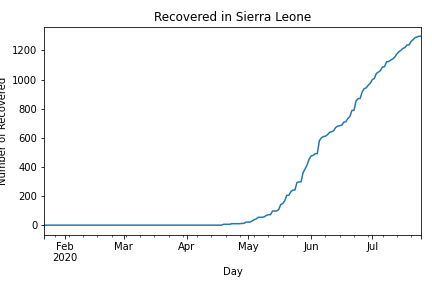 Recovered in Sierra Leone
Number of Recovered
1200
1000
800
600
400
200
0
Feb
2020
Mar
Apr
May
Jun
Jul
Day